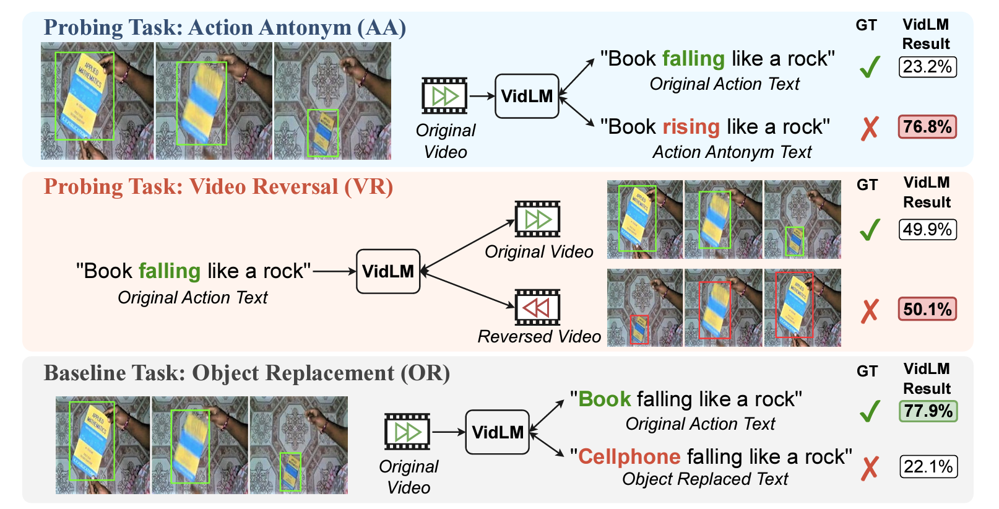 Probing Task: Action Antonym (AA)
GT
VidLM
Result
APPLIED
MATHEMATICS
"Book falling like a rock"
Original Action Text
23.2%
VidLM
Original
Video
"Book rising like a rock"
Action Antonym Text
76.8%
Probing Task: Video Reversal (VR)
GT
VidLM
Result
Original Video
49.9%
"Book falling like a rock"
Original Action Text
VidLM
Reversed Video
50.1%
Baseline Task: Object Replacement (OR)
GT
VidLM
Result
APPLIED
MATHEMATICS
"Book falling like a rock"
Original Action Text
77.9%
VidLM
Original
Video
"Cellphone falling like a rock"
Object Replaced Text
22.1%